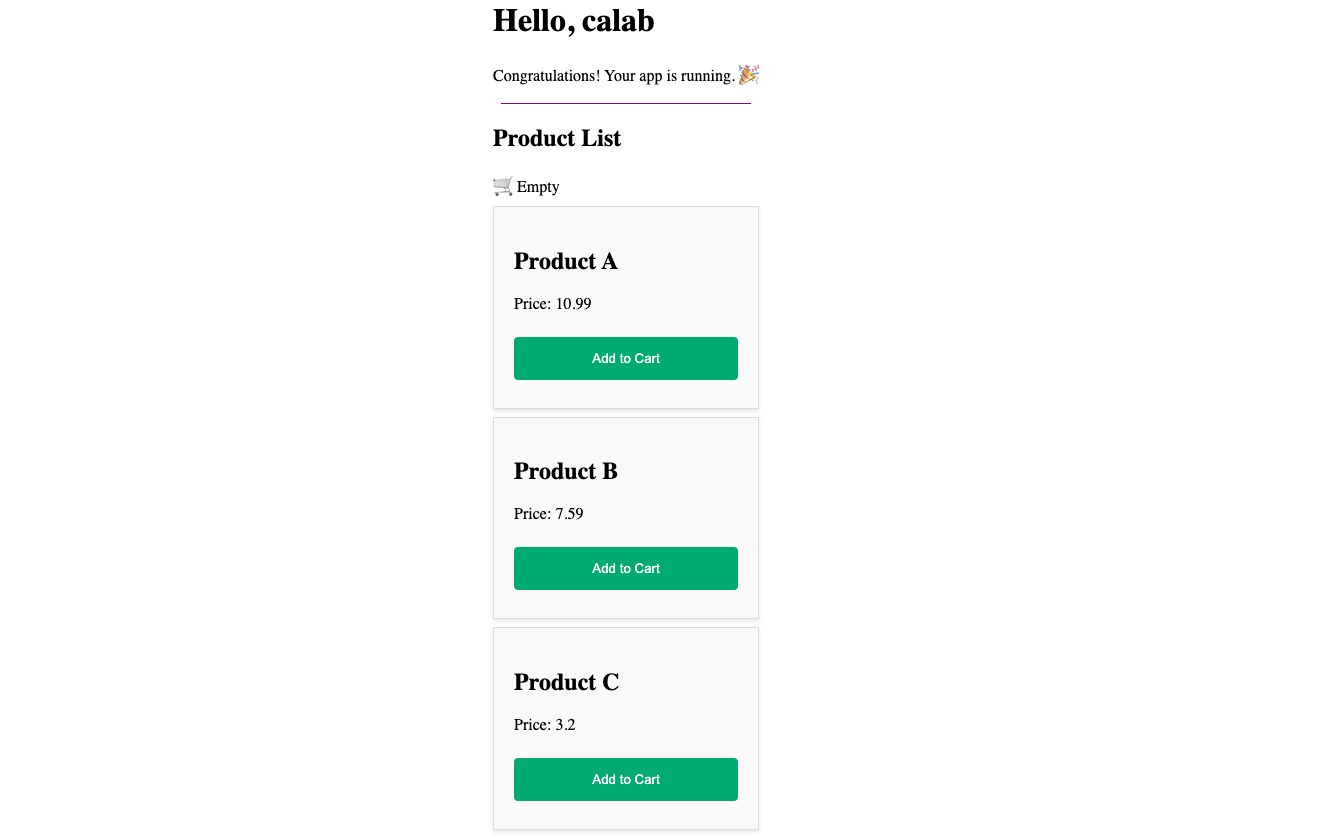 Hello, calab
Congratulations! Your app is running. 🎉
Product List
🛒 Empty
Product A
Price: 10.99
Add to Cart
Product B
Price: 7.59
Add to Cart
Product C
Price: 3.2
Add to Cart